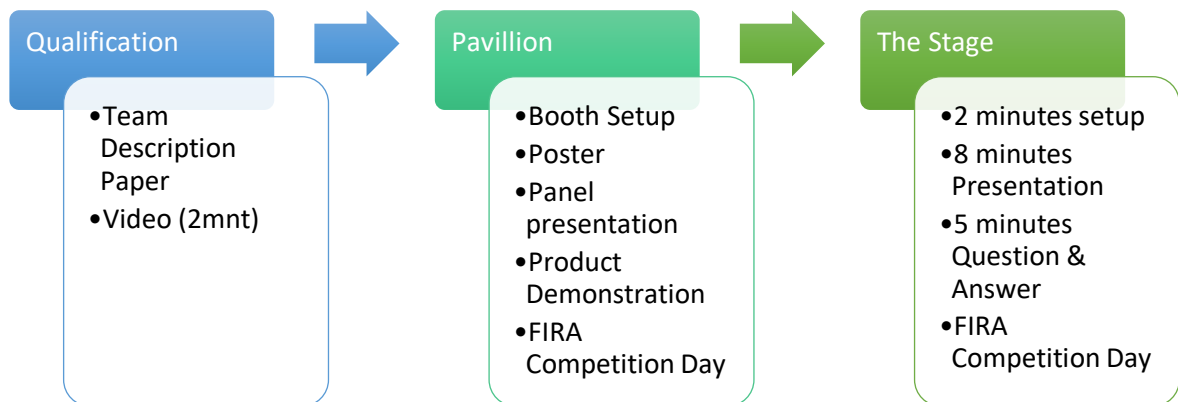 Qualification
•Team
Description
Paper
•Video (2mnt)
Pavillion
•Booth Setup
•Poster
•Panel
presentation
•Product
Demonstration
•FIRA
Competition Day
The Stage
•2 minutes setup
•8 minutes
Presentation
•5 minutes
Question &
Answer
•FIRA
Competition Day